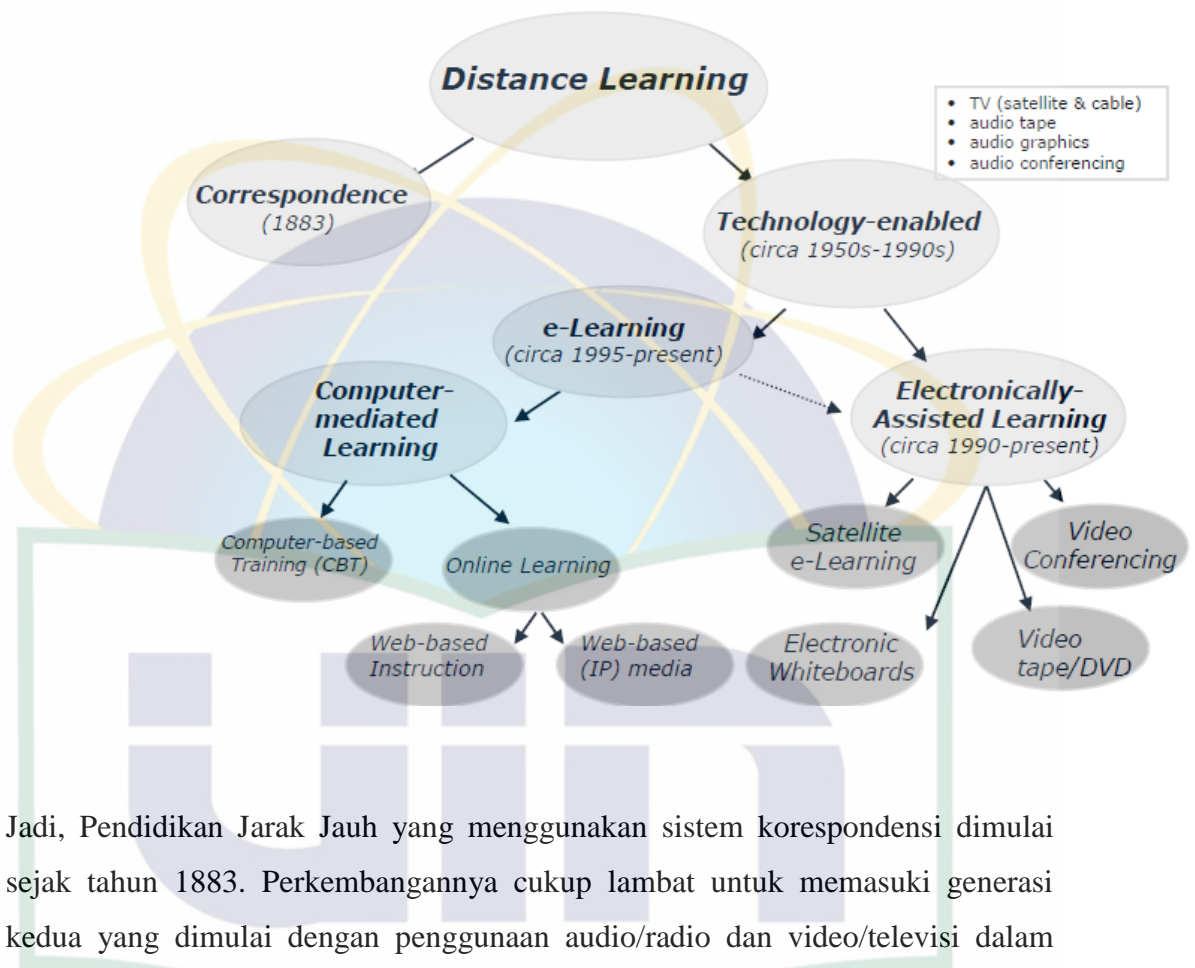 Distance Learning
• TV (satellite & cable)
• audio tape
• audio graphics
• audio conferencing
Correspondence
(1883)
Technology-enabled
(circa 1950s-1990s)
e-Learning
(circa 1995-present)
Computer-
mediated
Learning
Electronically-
Assisted Learning
(circa 1990-present)
Computer-based
Training (CBT)
Online Learning
Satellite
e-Learning
Video
Conferencing
Web-based
Instruction
Web-based
(IP) media
Electronic
Whiteboards
Video
tape/DVD
uin
Jadi, Pendidikan Jarak Jauh yang menggunakan sistem korespondensi dimulai
sejak tahun 1883. Perkembangannya cukup lambat untuk memasuki generasi
kedua yang dimulai dengan penggunaan audio/radio dan video/televisi dalam